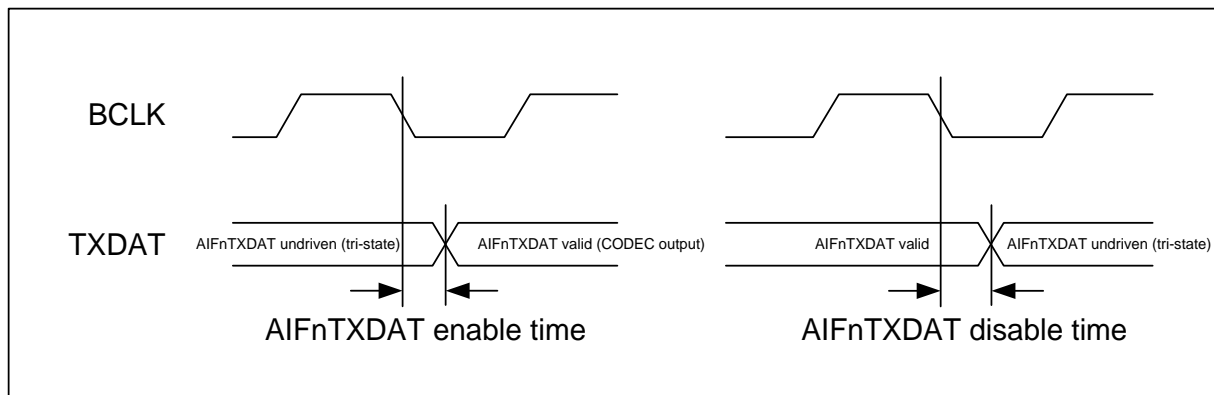 BCLK
TXDAT
AIFnTXDAT undriven (tri-state)
AIFnTXDAT valid (CODEC output)
AIFnTXDAT valid
AIFnTXDAT undriven (tri-state)
AIFnTXDAT enable time
AIFnTXDAT disable time